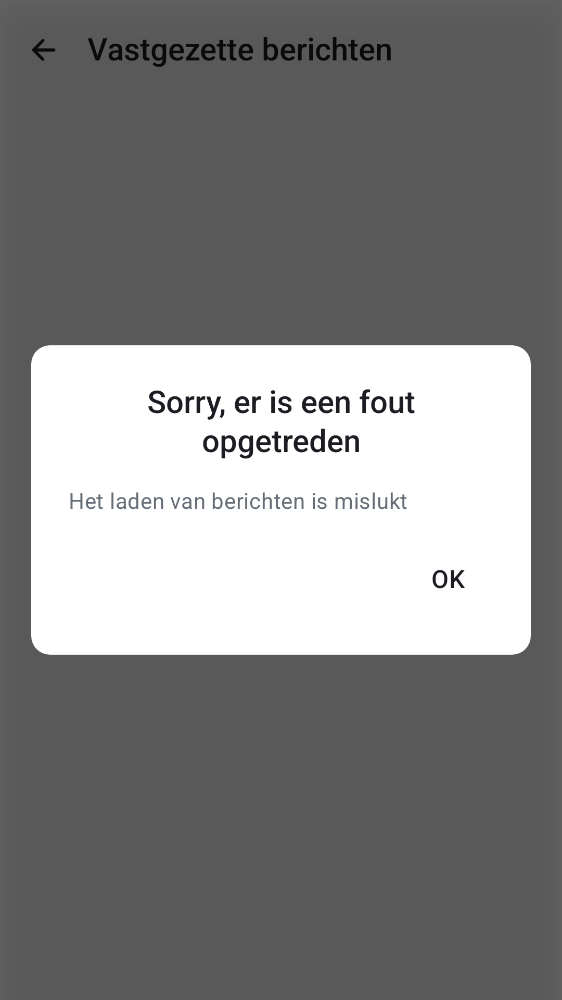 Vastgezette berichten
Sorry, er is een fout
opgetreden
Het laden van berichten is mislukt
OK